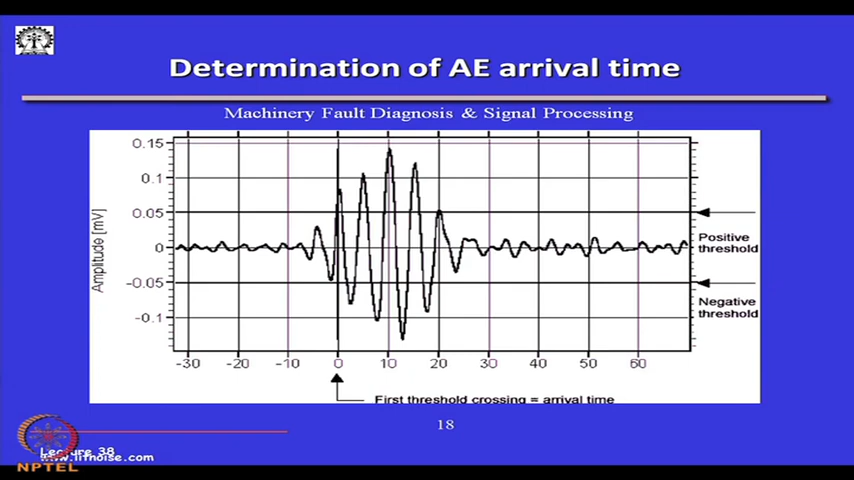 Determination of AE arrival time
Machinery Fault Diagnosis & Signal Processing
0.15
0.1
0.05
0
-0.05
-0.1
Amplitude [mV]
Positive
threshold
Negative
threshold
-30 -20 -10 0 10 20 30 40 50 60
First threshold crossing = arrival time
18
Lecture 38
www.iitnoise.com
NPTEL